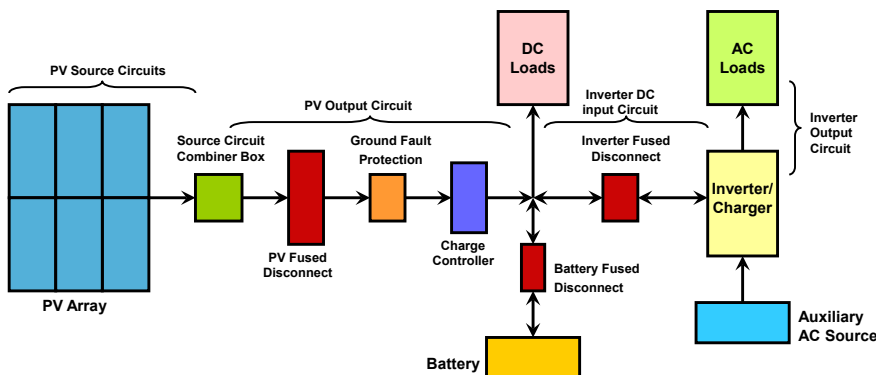 DC
Loads
AC
Loads
PV Source Circuits
PV Output Circuit
Inverter DC
input Circuit
Inverter
Output
Circuit
Source Circuit
Combiner Box
Ground Fault
Protection
Inverter Fused
Disconnect
Inverter/
Charger
PV Fused
Disconnect
Charge
Controller
Battery Fused
Disconnect
PV Array
Auxiliary
AC Source
Battery